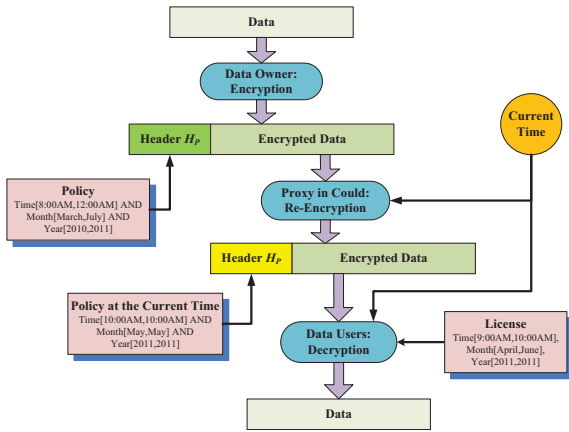 Data
Data Owner:
Encryption
Current
Time
Header HP
Encrypted Data
Policy
Time[8:00AM,12:00AM] AND
Month[March,July] AND
Year[2010,2011]
Proxy in Could:
Re-Encryption
Header HP
Encrypted Data
Policy at the Current Time
Time[10:00AM,10:00AM] AND
Month[May,May] AND
Year[2011,2011]
Data Users:
Decryption
License
Time[9:00AM,10:00AM],
Month[April,June],
Year[2011,2011]
Data